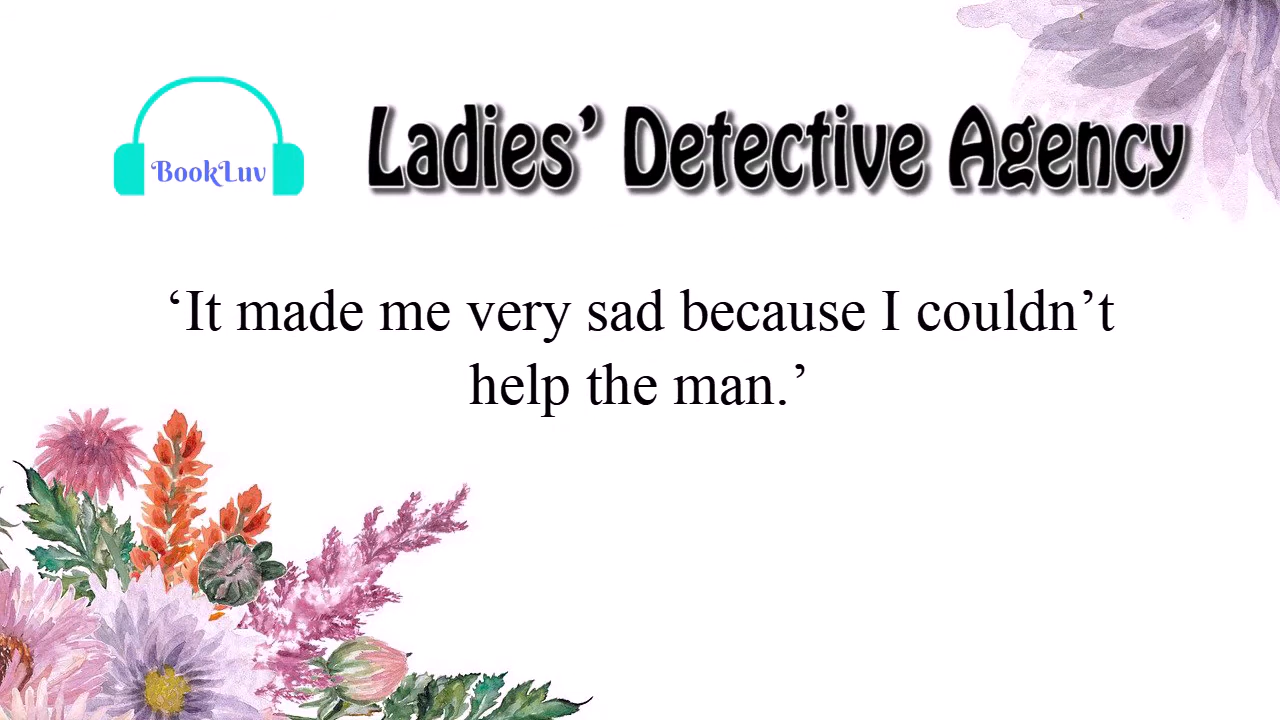 BookLuv
Ladies’ Detective Agency
‘It made me very sad because I couldn’t
help the man.’